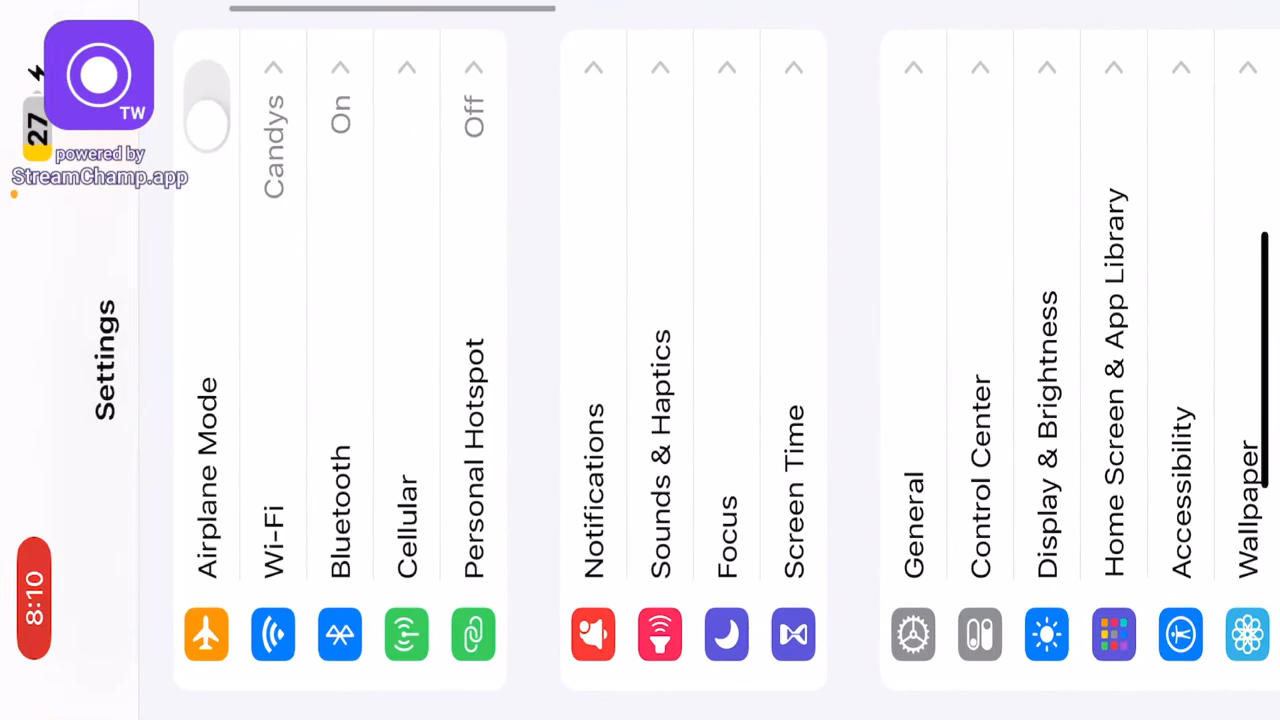 8:10
27
TW
powered by
StreamChamp.app
Settings
Airplane Mode
Wi-Fi Candys
Bluetooth On
Cellular
Personal Hotspot Off
Notifications
Sounds & Haptics
Focus
Screen Time
General
Control Center
Display & Brightness
Home Screen & App Library
Accessibility
Wallpaper